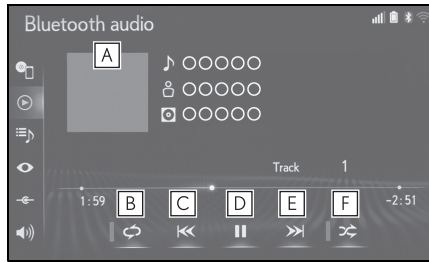 Bluetooth audio
A
OOOOO
OOOOO
OOOOO
Track 1
1:59
-2:51
B C D E F